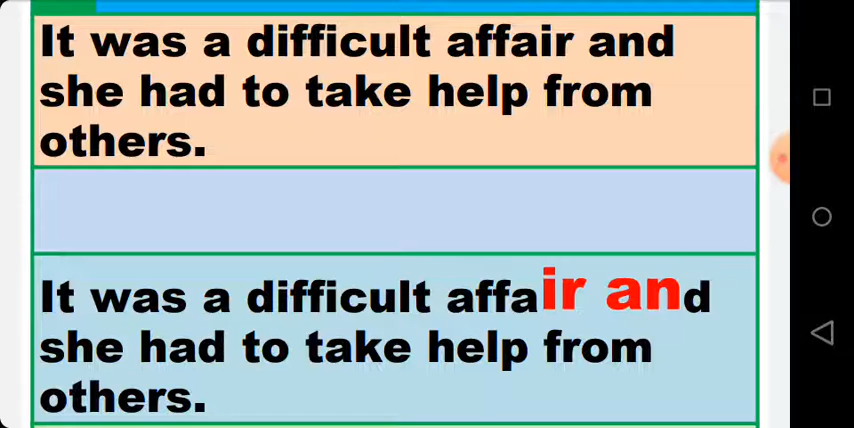 It was a difficult affair and
she had to take help from
others.
It was a difficult affair and
she had to take help from
others.